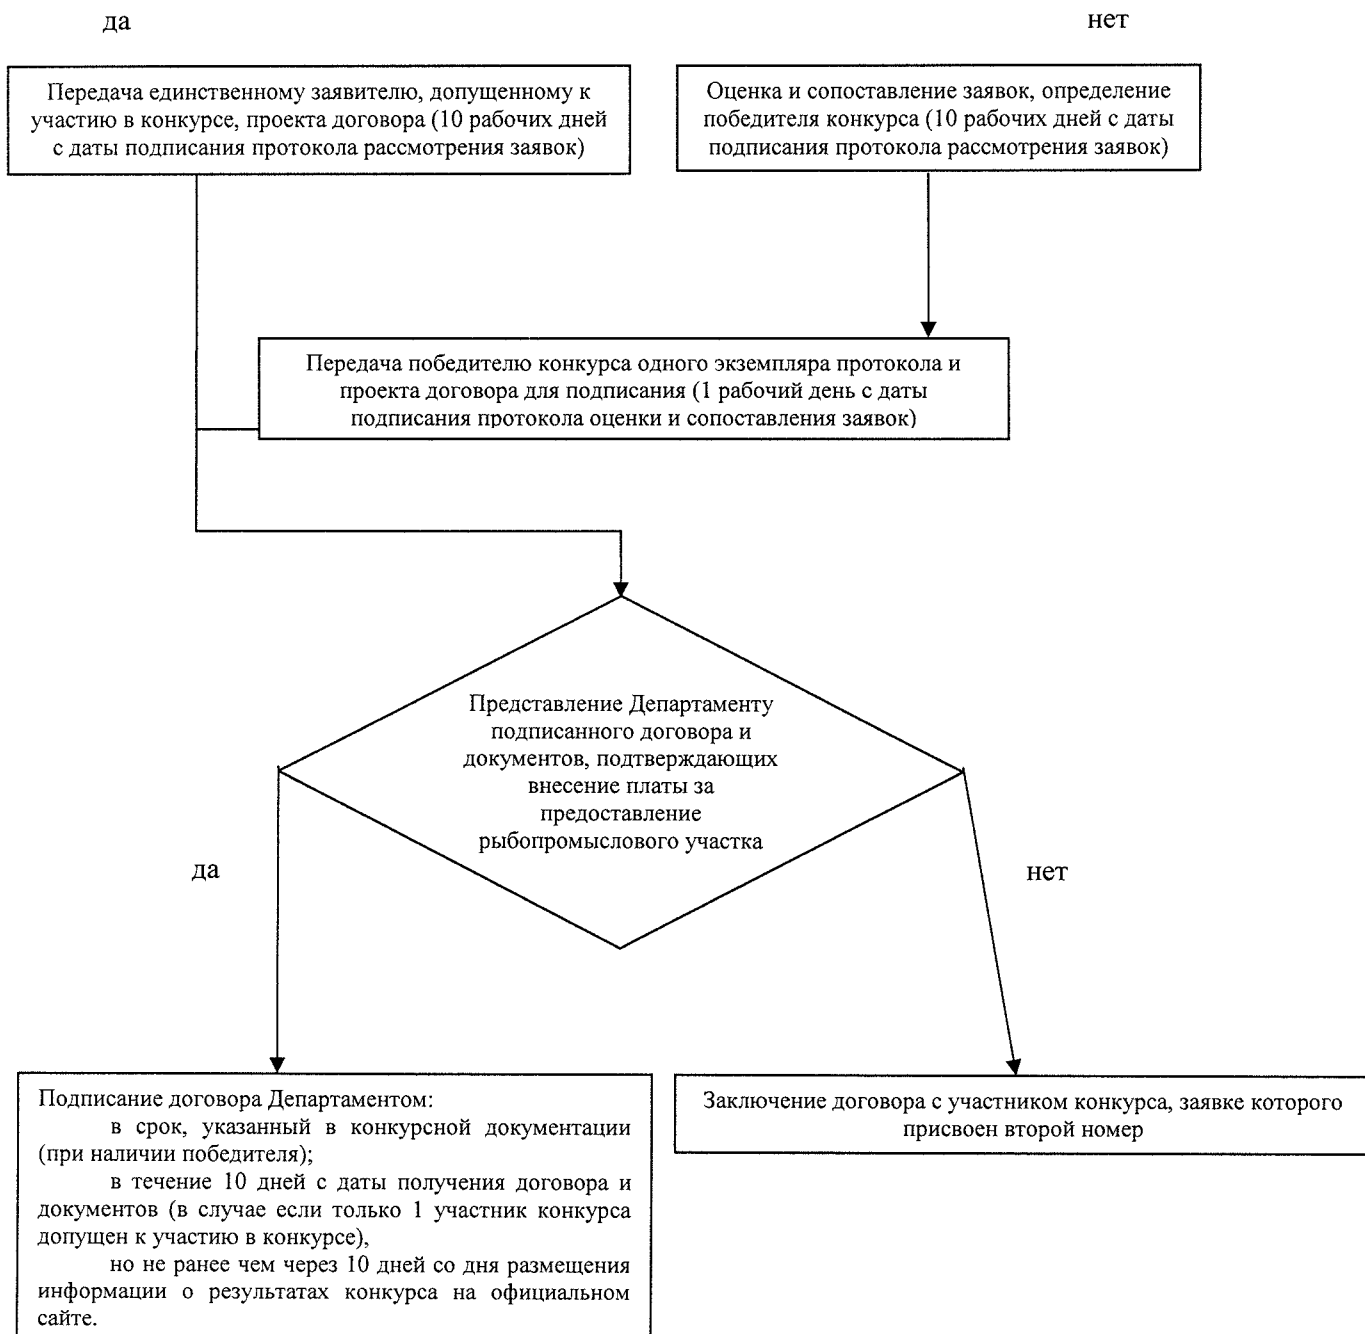 да
нет
Передача единственному заявителю, допущенному к
участию в конкурсе, проекта договора (10 рабочих дней
с даты подписания протокола рассмотрения заявок)
Оценка и сопоставление заявок, определение
победителя конкурса (10 рабочих дней с даты
подписания протокола рассмотрения заявок)
Передача победителю конкурса одного экземпляра протокола и
проекта договора для подписания (1 рабочий день с даты
подписания протокола оценки и сопоставления заявок)
Представление Департаменту
подписанного договора и
документов, подтверждающих
внесение платы за
предоставление
рыбопромыслового участка
да
нет
Подписание договора Департаментом:
в срок, указанный в конкурсной документации
(при наличии победителя);
в течение 10 дней с даты получения договора и
документов (в случае если только 1 участник конкурса
допущен к участию в конкурсе),
но не ранее чем через 10 дней со дня размещения
информации о результатах конкурса на официальном
сайте.
Заключение договора с участником конкурса, заявке которого
присвоен второй номер